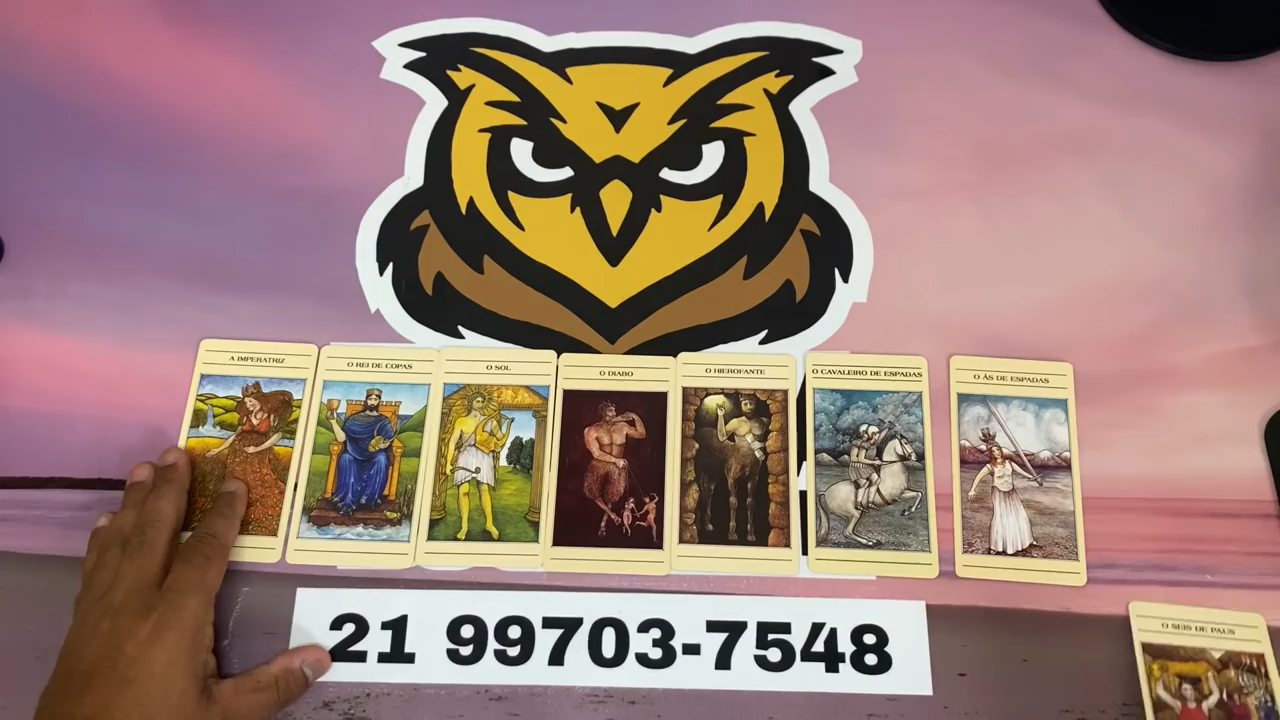 A IMPERATRIZ
O REI DE COPAS
O SOL
O DIABO
O HIEROFANTE
O CAVALEIRO DE ESPADAS
O ÁS DE ESPADAS
21 99703-7548
O SEIS DE PAUS